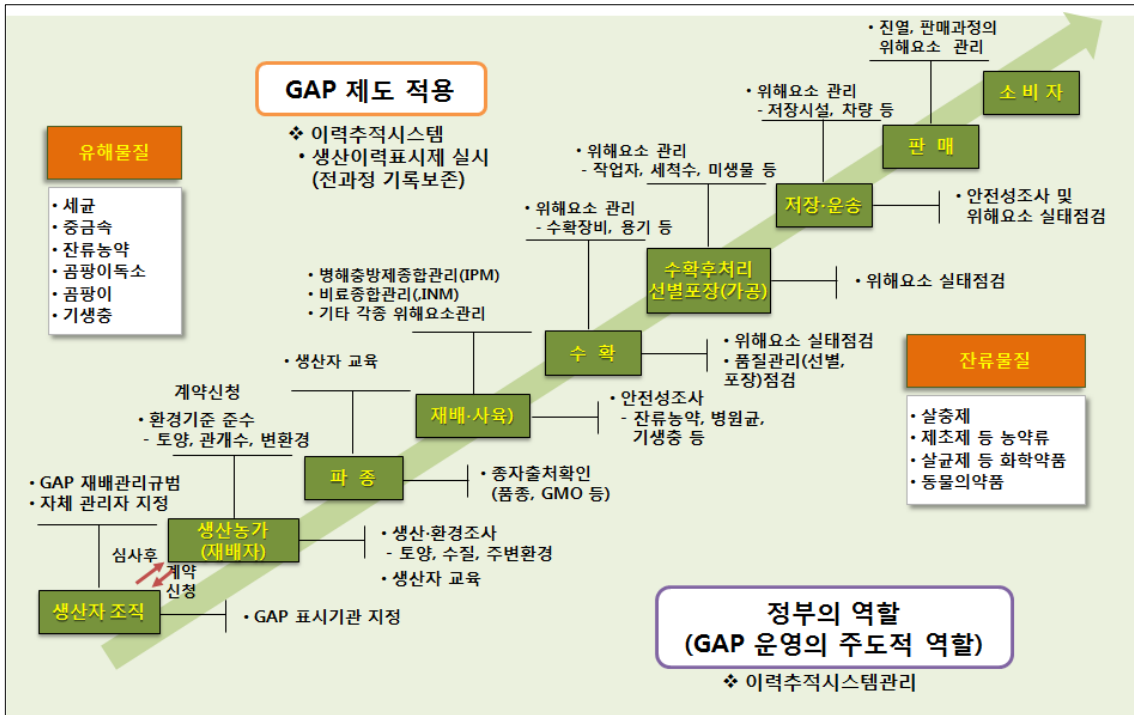 • 진열, 판매과정의
위해요소 관리
GAP 제도 적용
❖ 이력추적시스템
• 생산이력표시제 실시
(전과정 기록보존)
• 위해요소 관리
- 저장시설, 차량 등
소 비 자
유해물질
• 세균
• 중금속
• 잔류농약
• 곰팡이독소
• 곰팡이
• 기생충
판 매
• 위해요소 관리
- 작업자, 세척수, 미생물 등
저장·운송
• 안전성조사 및
위해요소 실태점검
• 위해요소 관리
- 수확장비, 용기 등
수확후처리
선별포장(가공)
• 위해요소 실태점검
• 병해충방제종합관리(IPM)
• 비료종합관리(,INM)
• 기타 각종 위해요소관리
수 확
• 위해요소 실태점검
• 품질관리(선별,
포장)점검
잔류물질
• 살충제
• 제초제 등 농약류
• 살균제 등 화학약품
• 동물의약품
• 생산자 교육
재배·사육)
• 안전성조사
- 잔류농약, 병원균,
기생충 등
계약신청
• 환경기준 준수
- 토양, 관개수, 변환경
파 종
• 종자출처확인
(품종, GMO 등)
• GAP 재배관리규범
• 자체 관리자 지정
생산농가
(재배자)
• 생산·환경조사
- 토양, 수질, 주변환경
• 생산자 교육
심사후
계약
신청
생산자 조직
• GAP 표시기관 지정
정부의 역할
(GAP 운영의 주도적 역할)
❖ 이력추적시스템관리